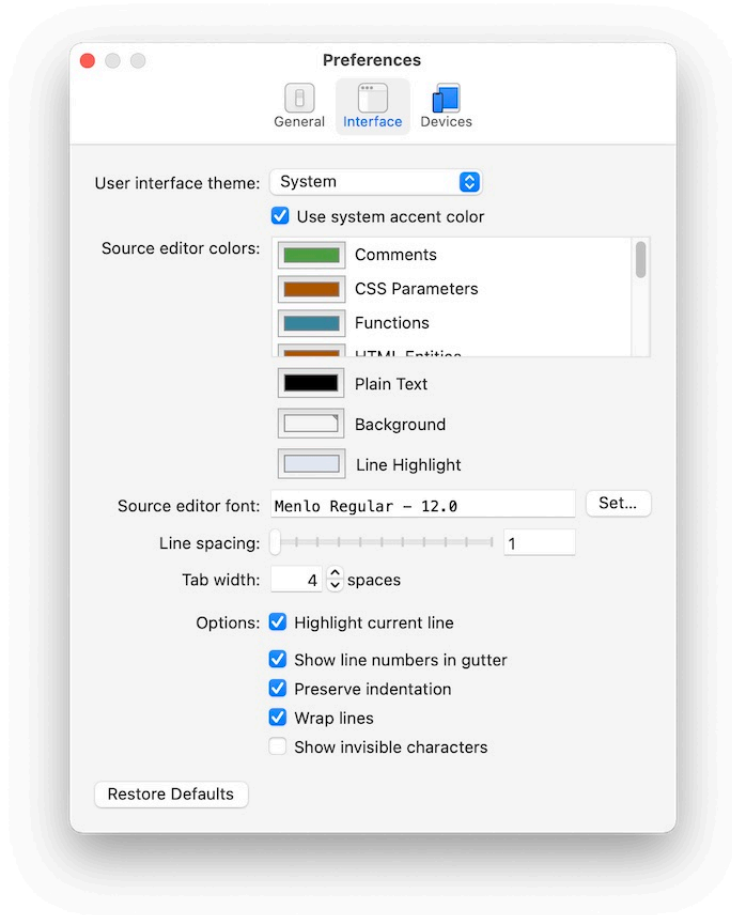 Preferences
General Interface Devices
User interface theme: System
Use system accent color
Source editor colors: Comments
CSS Parameters
Functions
HTML Entities
Plain Text
Background
Line Highlight
Source editor font: Menlo Regular – 12.0 Set...
Line spacing: 1
Tab width: 4 spaces
Options: Highlight current line
Show line numbers in gutter
Preserve indentation
Wrap lines
Show invisible characters
Restore Defaults